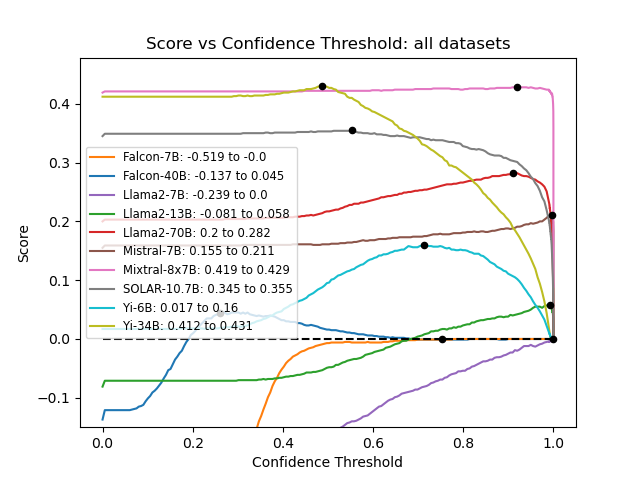 Score vs Confidence Threshold: all datasets
Score
0.4
0.3
0.2
0.1
0.0
−0.1
Falcon-7B: -0.519 to -0.0
Falcon-40B: -0.137 to 0.045
Llama2-7B: -0.239 to 0.0
Llama2-13B: -0.081 to 0.058
Llama2-70B: 0.2 to 0.282
Mistral-7B: 0.155 to 0.211
Mixtral-8x7B: 0.419 to 0.429
SOLAR-10.7B: 0.345 to 0.355
Yi-6B: 0.017 to 0.16
Yi-34B: 0.412 to 0.431
0.0 0.2 0.4 0.6 0.8 1.0
Confidence Threshold